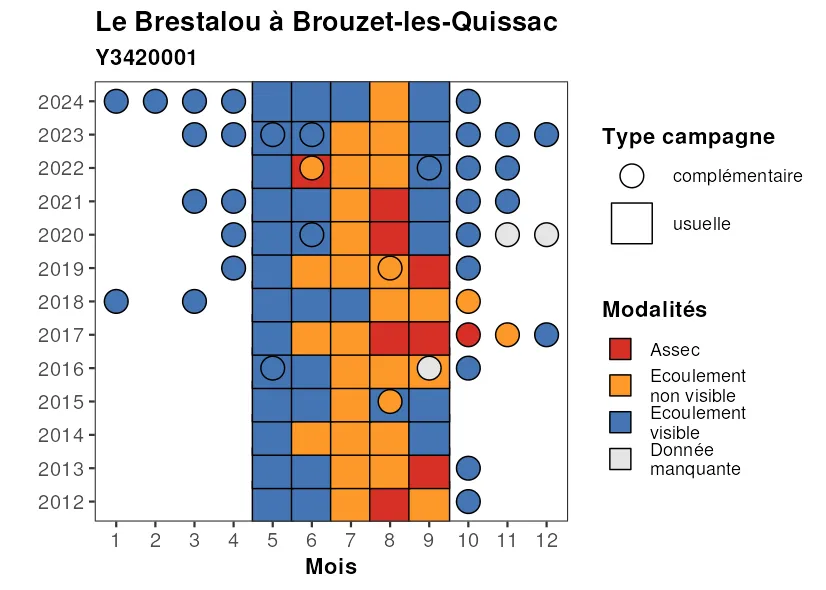 Le Brestalou à Brouzet-les-Quissac
Y3420001
2024
2023
2022
2021
2020
2019
2018
2017
2016
2015
2014
2013
2012
1 2 3 4 5 6 7 8 9 10 11 12
Mois
Type campagne
complémentaire
usuelle
Modalités
Assec
Ecoulement
non visible
Ecoulement
visible
Donnée
manquante